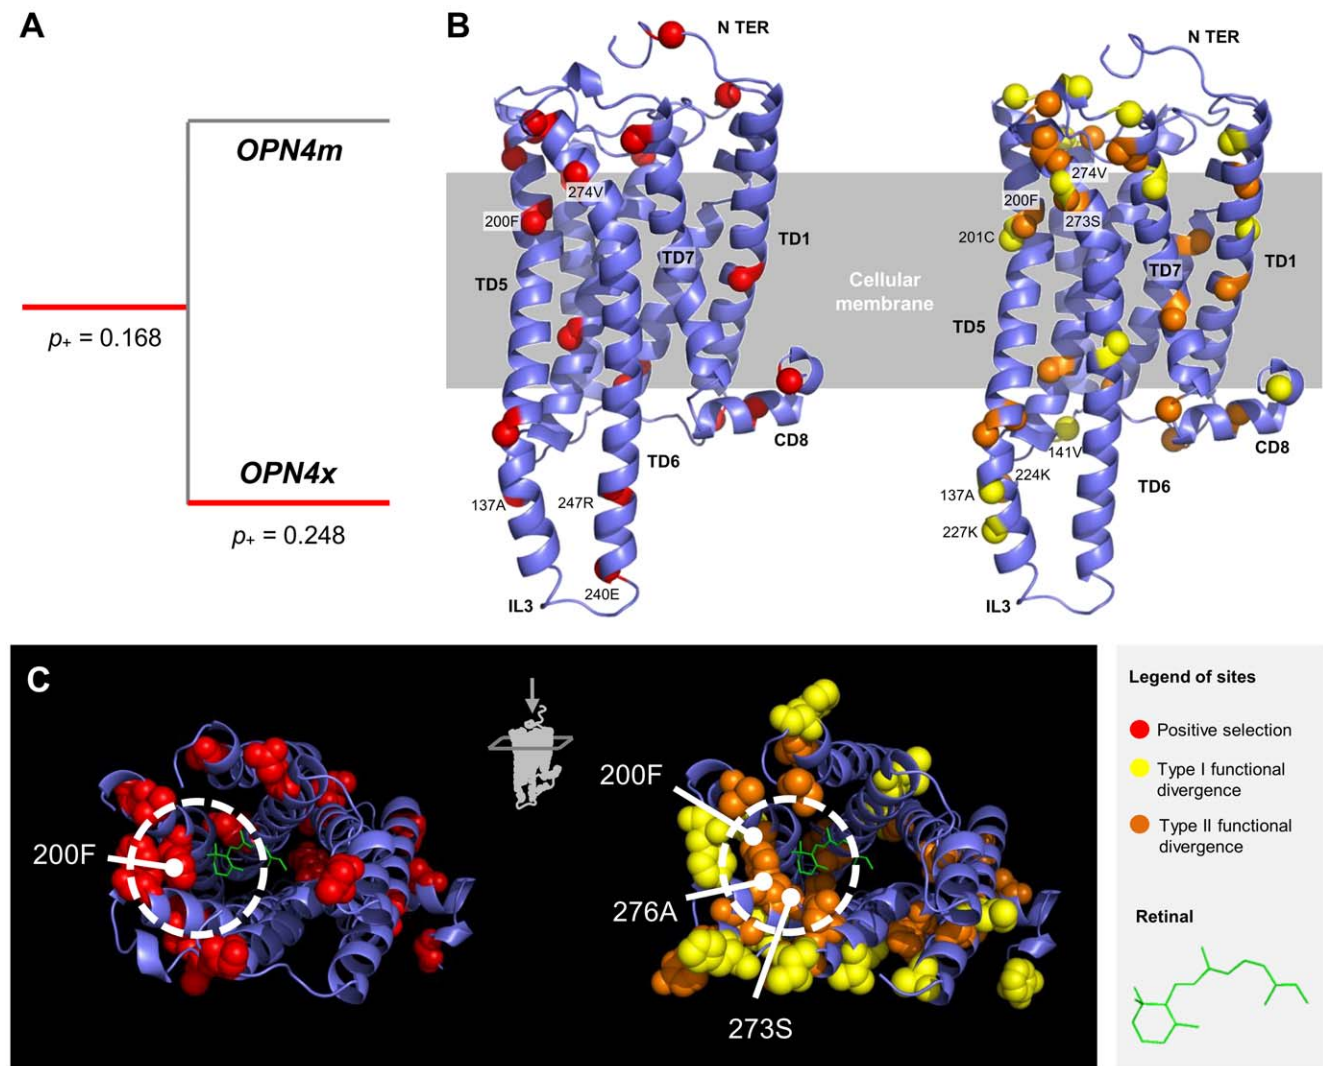 A
OPN4m
p+ = 0.168
OPN4x
p+ = 0.248
B
N TER
274V
200F
TD7
TD1
TD5
CD8
TD6
137A
247R
240E
IL3
Cellular
membrane
N TER
274V
200F
273S
201C
TD7
TD1
TD5
141V
CD8
224K
TD6
137A
227K
IL3
C
200F
200F
276A
273S
Legend of sites
Positive selection
Type I functional
divergence
Type II functional
divergence
Retinal